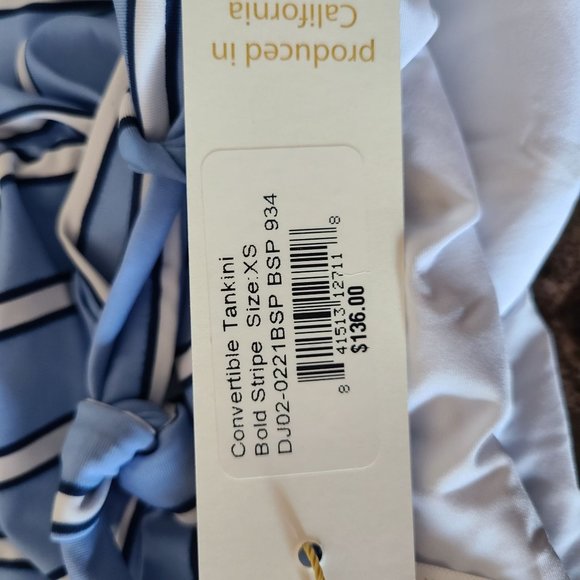 produced in
California
Convertible Tankini
Bold Stripe Size:XS
DJ02-0221BSP BSP 934
8 41513 12711 8
$136.00